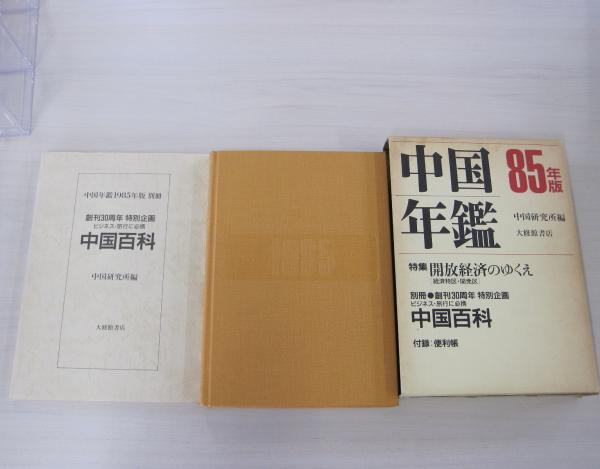 中国年鑑1985年版 別冊
創刊30周年 特別企画
ビジネス・旅行に必携
中国百科
中国研究所編
大修館書店
中国
年鑑
85年版
中国研究所編
大修館書店
特集 開放経済のゆくえ
［経済特区・開発区］
別冊●創刊30周年 特別企画
ビジネス・旅行に必携
中国百科
付録：便利帳